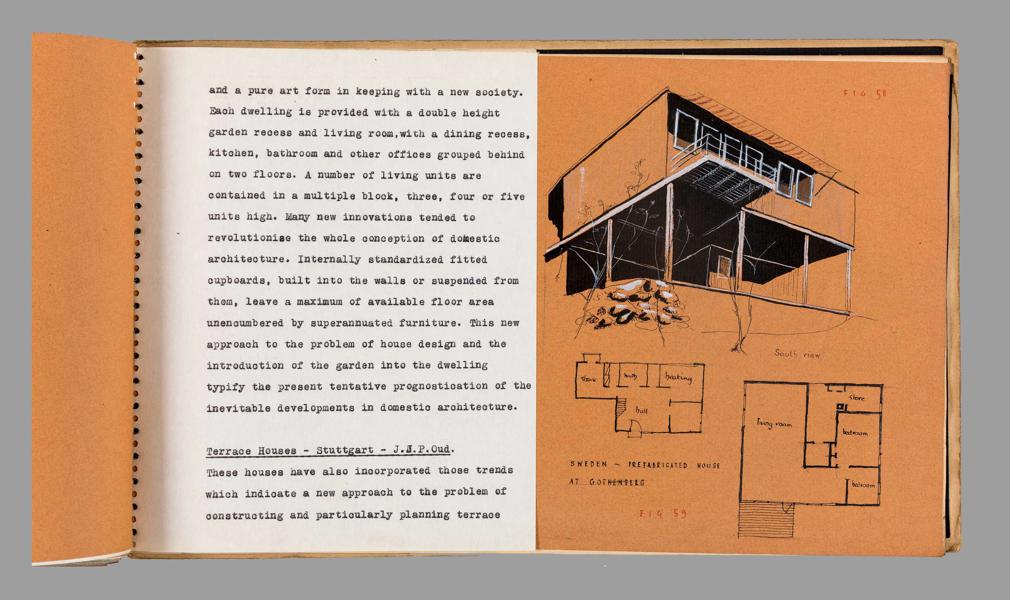 and a pure art form in keeping with a new society.
Each dwelling is provided with a double height
garden recess and living room,with a dining recess,
kitchen, bathroom and other offices grouped behind
on two floors. A number of living units are
contained in a multiple block, three, four or five
units high. Many new innovations tended to
revolutionise the whole conception of domestic
architecture. Internally standardized fitted
cupboards, built into the walls or suspended from
them, leave a maximum of available floor area
unencumbered by superannuated furniture. This new
approach to the problem of house design and the
introduction of the garden into the dwelling
typify the present tentative prognostication of the
inevitable developments in domestic architecture.
Terrace Houses - Stuttgart - J.J.P.Oud.
These houses have also incorporated those trends
which indicate a new approach to the problem of
constructing and particularly planning terrace
FIG 58
South view
store
heating
hall
living-room
store
bedroom
bedroom
SWEDEN - PREFABRICATED HOUSE
AT GOTHENBERG
FIG 59